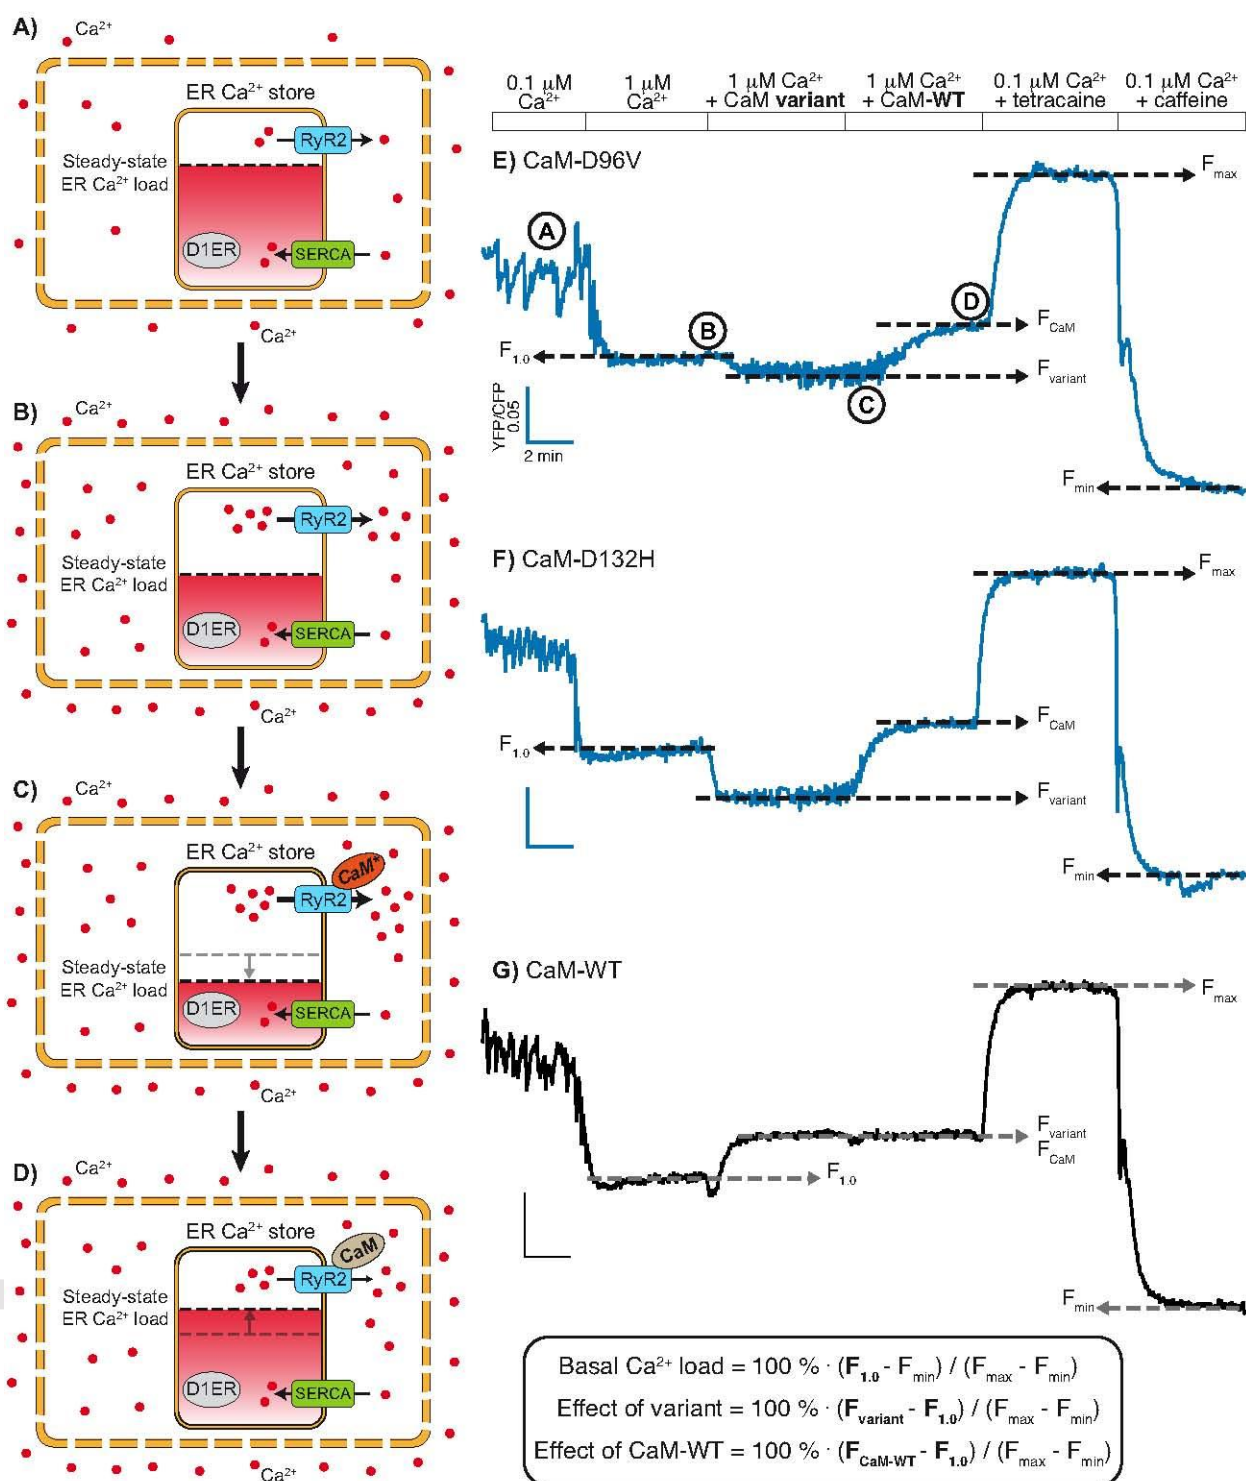 A)
Ca²⁺
ER Ca²⁺ store
RyR2
Steady-state
ER Ca²⁺ load
D1ER
SERCA
Ca²⁺
B)
Ca²⁺
ER Ca²⁺ store
RyR2
Steady-state
ER Ca²⁺ load
D1ER
SERCA
Ca²⁺
C)
Ca²⁺
ER Ca²⁺ store
CaM*
RyR2
Steady-state
ER Ca²⁺ load
D1ER
SERCA
Ca²⁺
D)
Ca²⁺
ER Ca²⁺ store
CaM
RyR2
Steady-state
ER Ca²⁺ load
D1ER
SERCA
Ca²⁺
0.1 μM
Ca²⁺
1 μM
Ca²⁺
1 μM Ca²⁺
+ CaM variant
1 μM Ca²⁺
+ CaM-WT
0.1 μM Ca²⁺
+ tetracaine
0.1 μM Ca²⁺
+ caffeine
E) CaM-D96V
Fmax
A
D
B
FCaM
F1.0
Fvariant
C
YFP/CFP
0.05
2 min
Fmin
F) CaM-D132H
Fmax
FCaM
F1.0
Fvariant
Fmin
G) CaM-WT
Fmax
Fvariant
FCaM
F1.0
Fmin
Basal Ca²⁺ load = 100 % · (F1.0 - Fmin) / (Fmax - Fmin)
Effect of variant = 100 % · (Fvariant - F1.0) / (Fmax - Fmin)
Effect of CaM-WT = 100 % · (FCaM-WT - F1.0) / (Fmax - Fmin)